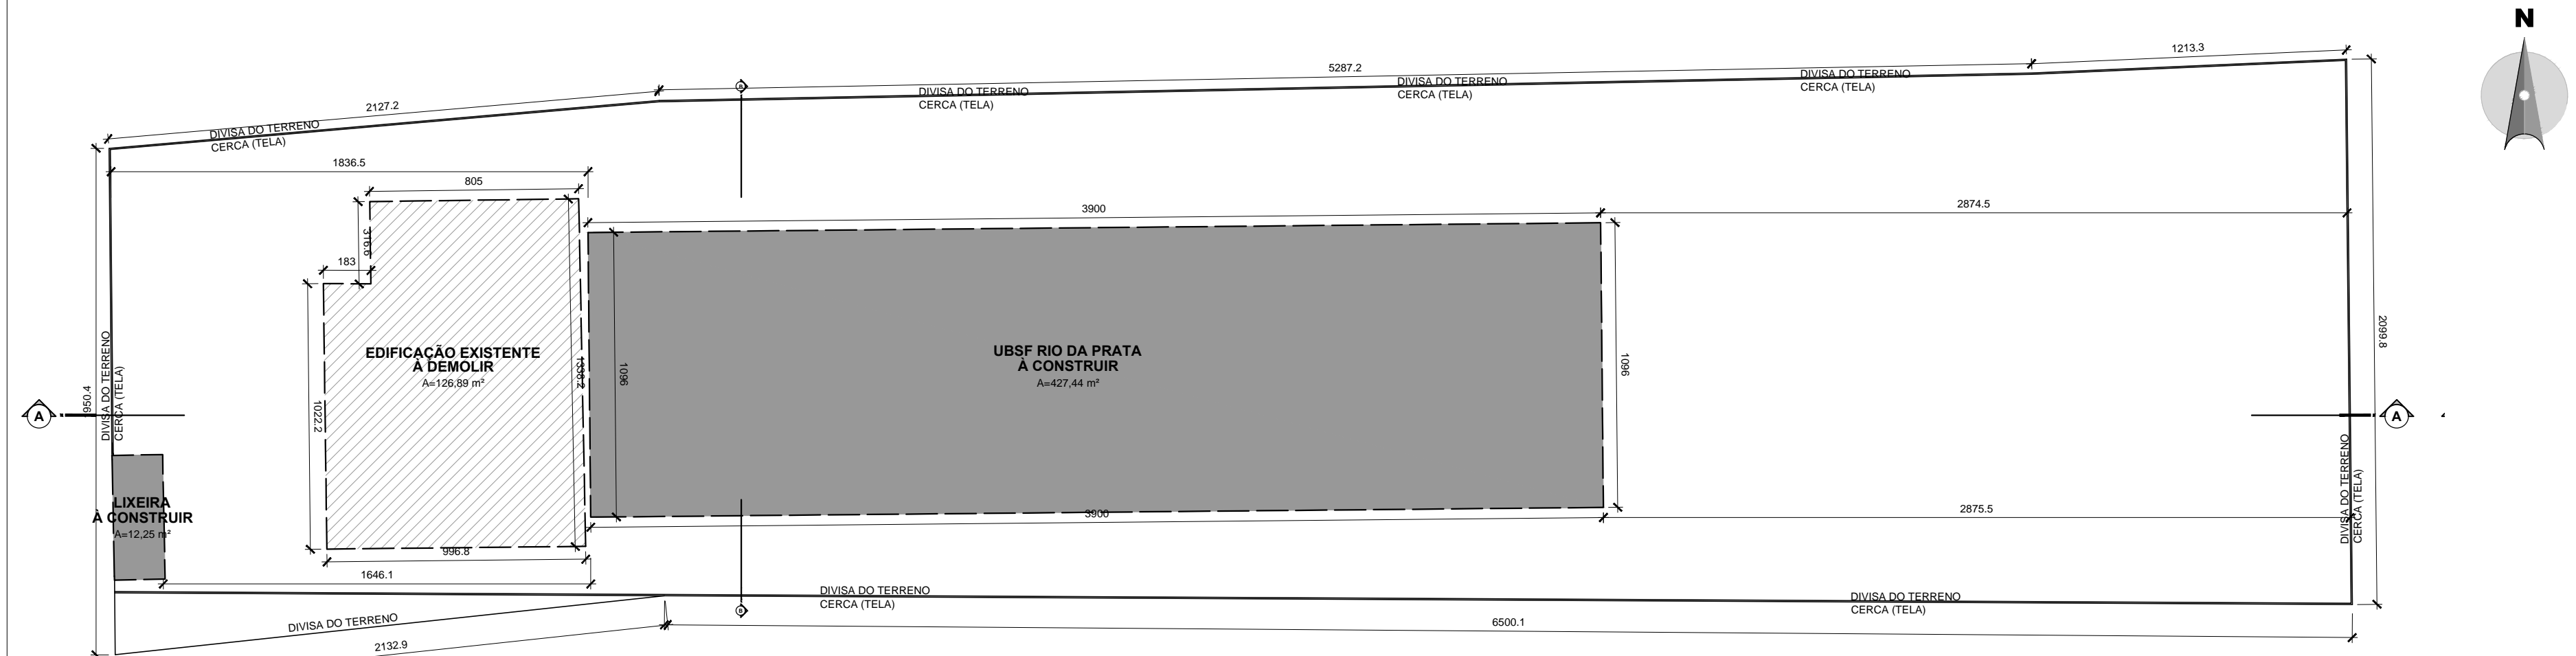 N
1213.3
5287.2
2127.2
DIVISA DO TERRENO
CERCA (TELA)
DIVISA DO TERRENO
CERCA (TELA)
DIVISA DO TERRENO
CERCA (TELA)
DIVISA DO TERRENO
CERCA (TELA)
B
1836.5
805
3900
2874.5
316.6
183
EDIFICAÇÃO EXISTENTE
À DEMOLIR
A=126,89 m²
1338.2
1096
UBSF RIO DA PRATA
À CONSTRUIR
A=427,44 m²
1096
2099.8
950.4
DIVISA DO TERRENO
CERCA (TELA)
1022.2
A
A
DIVISA DO TERRENO
CERCA (TELA)
LIXEIRA
À CONSTRUIR
A=12,25 m²
3900
2875.5
996.8
1646.1
DIVISA DO TERRENO
CERCA (TELA)
DIVISA DO TERRENO
CERCA (TELA)
B
DIVISA DO TERRENO
6500.1
2132.9